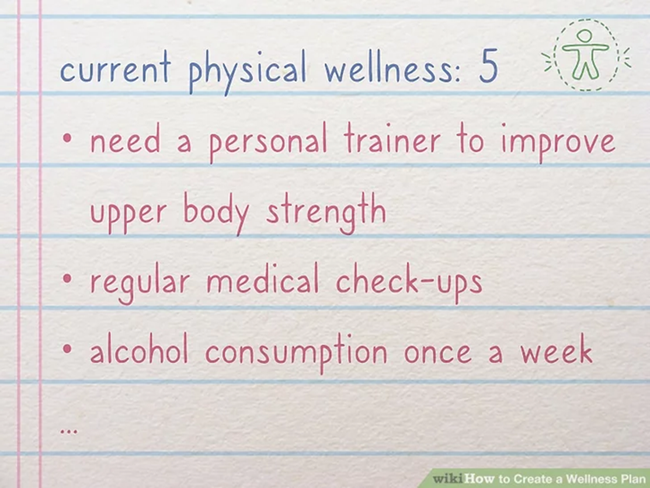 current physical wellness: 5
• need a personal trainer to improve
upper body strength
• regular medical check-ups
• alcohol consumption once a week
...
wikiHow to Create a Wellness Plan